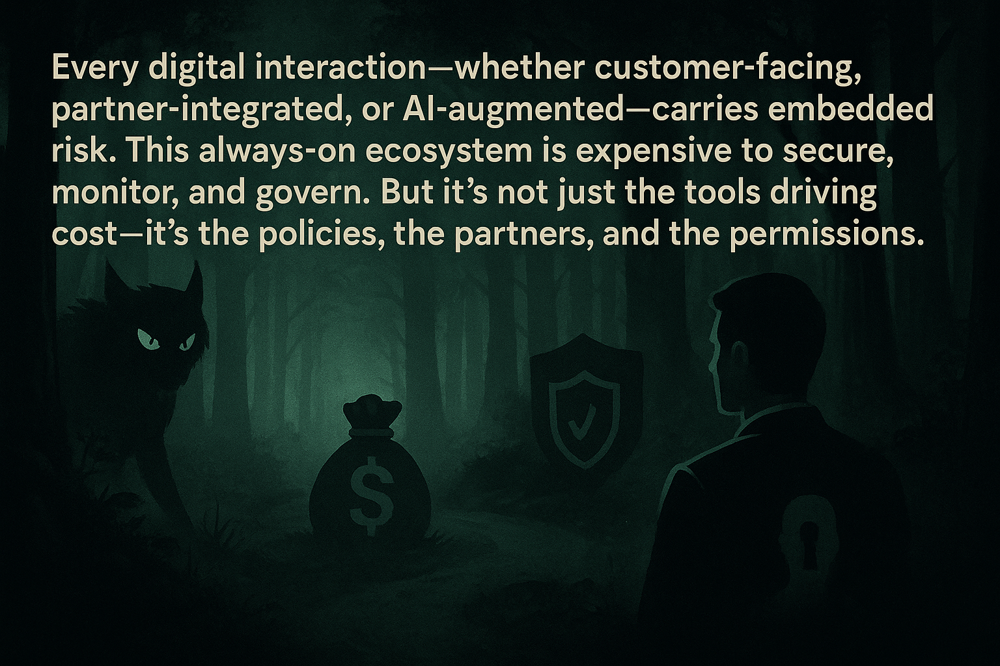 Every digital interaction—whether customer-facing,
partner-integrated, or AI-augmented—carries embedded
risk. This always-on ecosystem is expensive to secure,
monitor, and govern. But it’s not just the tools driving
cost—it’s the policies, the partners, and the permissions.
$